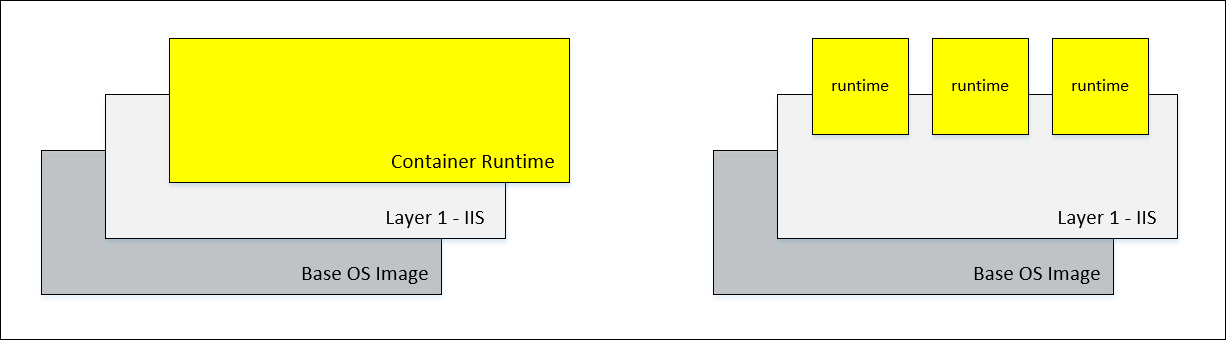 Container Runtime
Layer 1 - IIS
Base OS Image
runtime
runtime
runtime
Layer 1 - IIS
Base OS Image